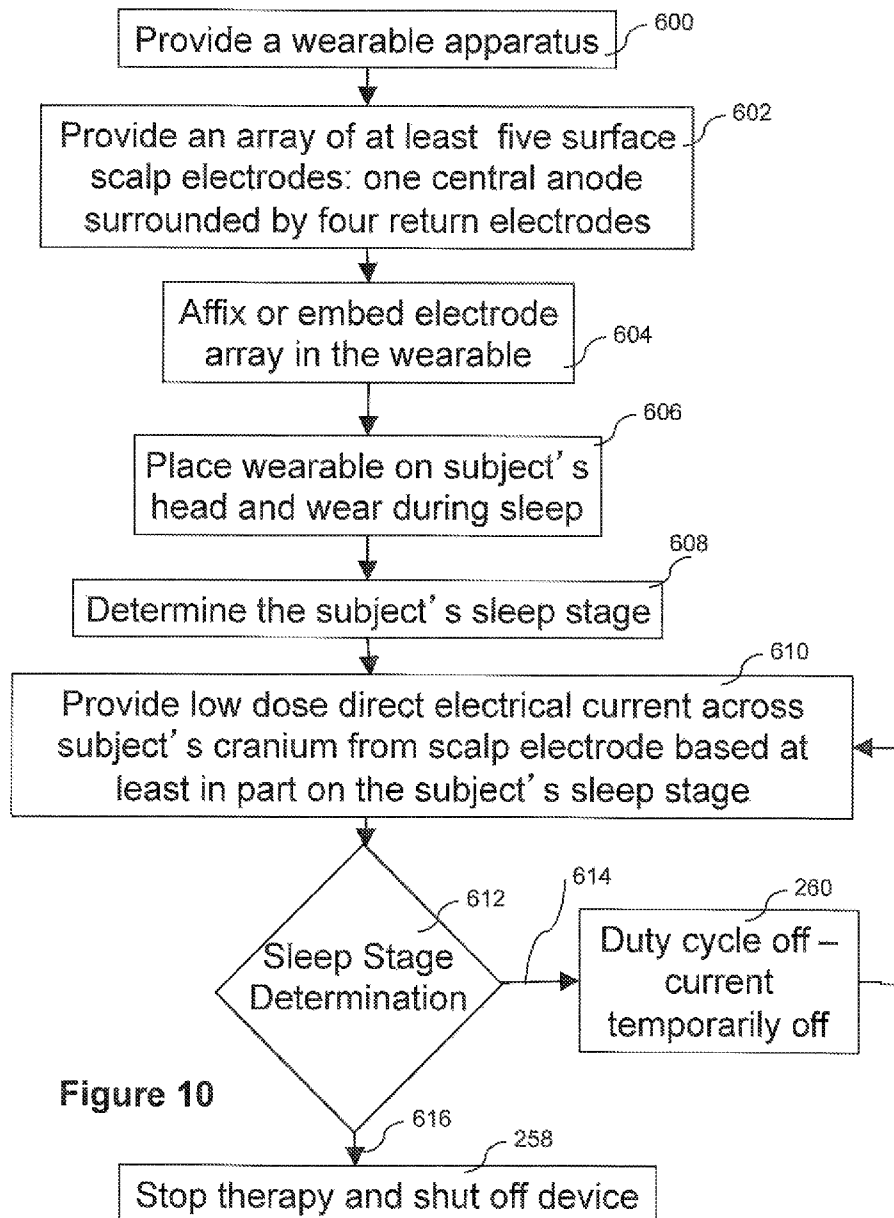 Provide a wearable apparatus
600
Provide an array of at least five surface
scalp electrodes: one central anode
surrounded by four return electrodes
602
Affix or embed electrode
array in the wearable
604
606
Place wearable on subject's
head and wear during sleep
608
Determine the subject's sleep stage
610
Provide low dose direct electrical current across
subject's cranium from scalp electrode based at
least in part on the subject's sleep stage
612
Sleep Stage
Determination
614
260
Duty cycle off –
current
temporarily off
Figure 10
616
258
Stop therapy and shut off device